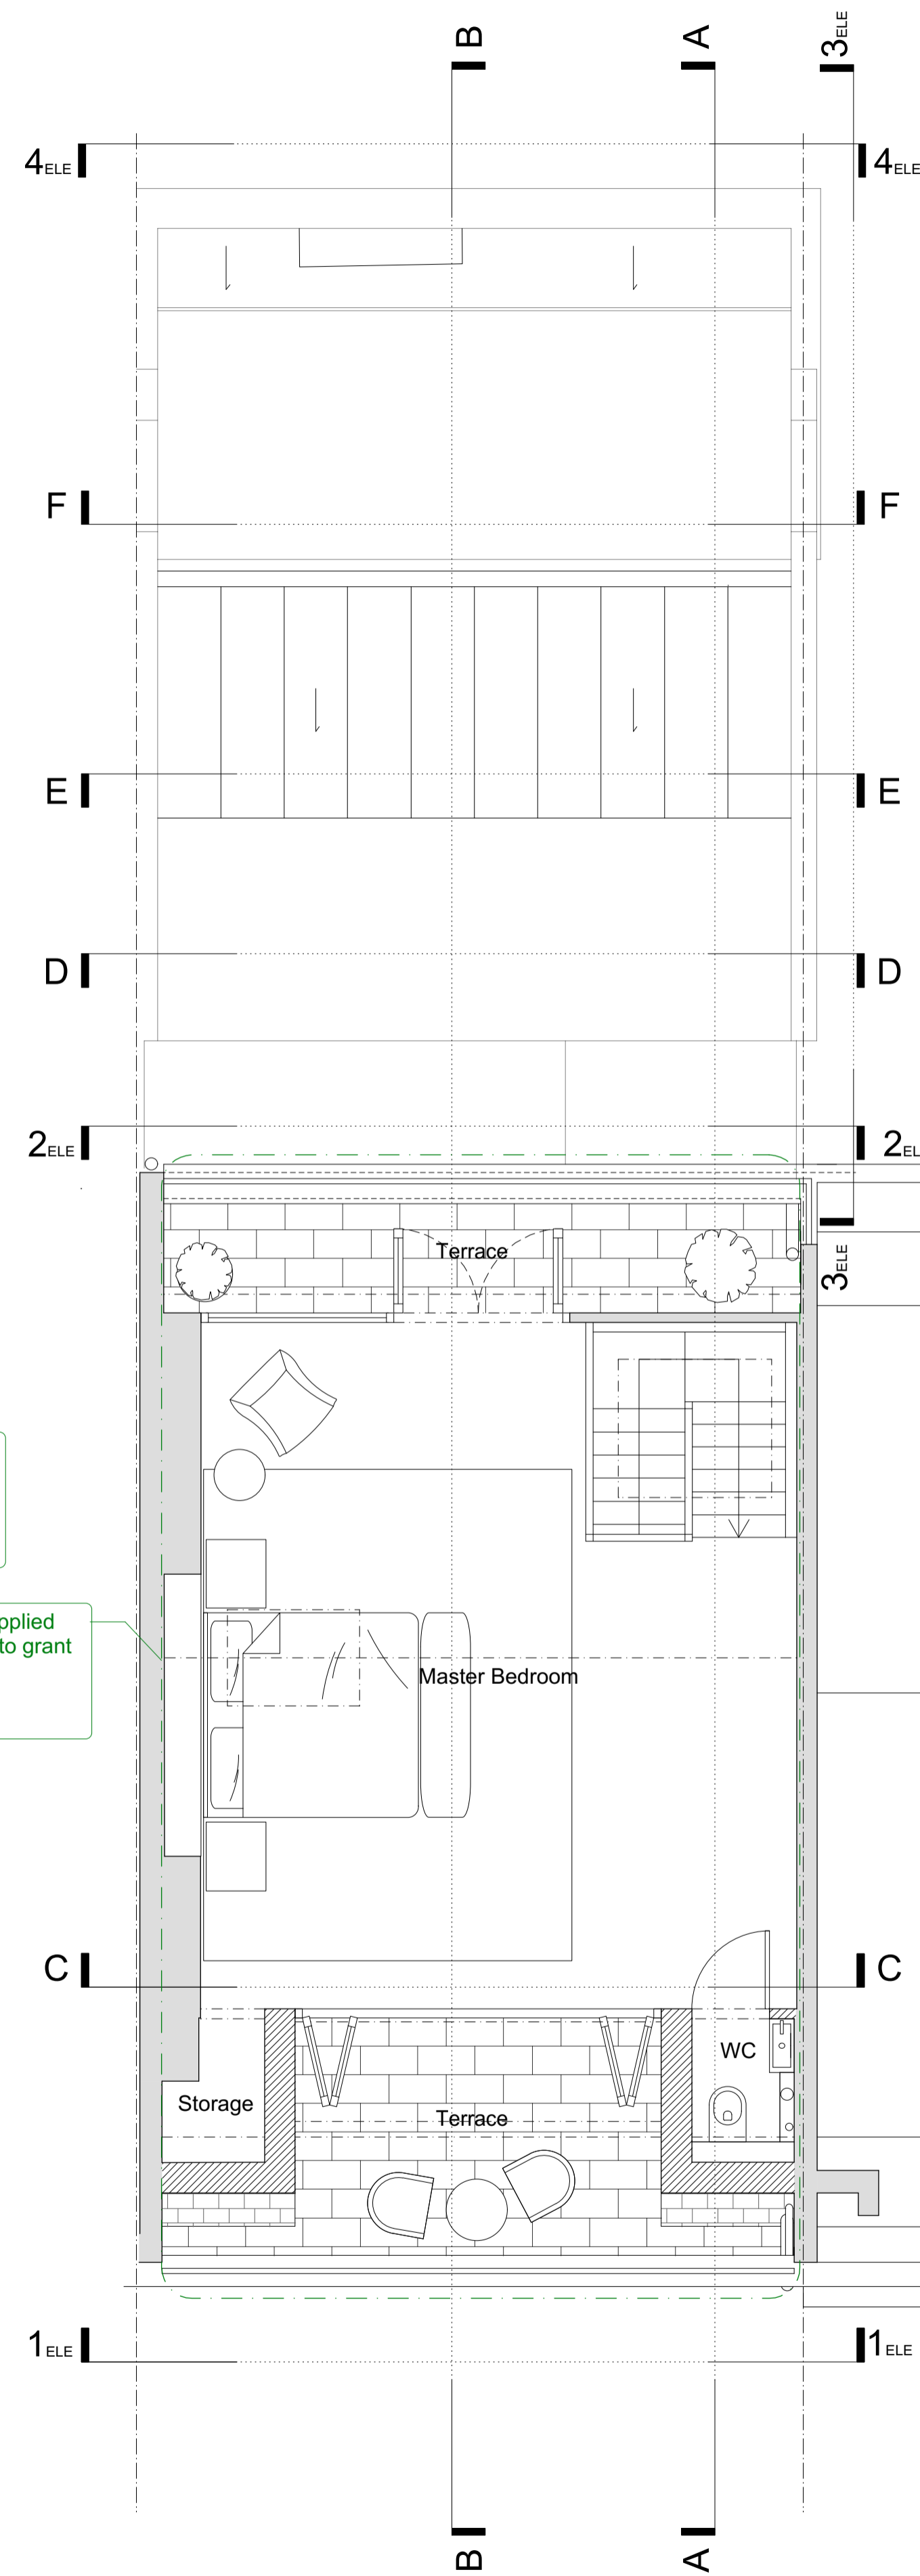 B
A
3ELE
4ELE
4ELE
F
F
E
E
D
D
2ELE
2EL
Terrace
3ELE
pplied
to grant
Master Bedroom
C
C
WC
Storage
Terrace
1ELE
1ELE
B
A